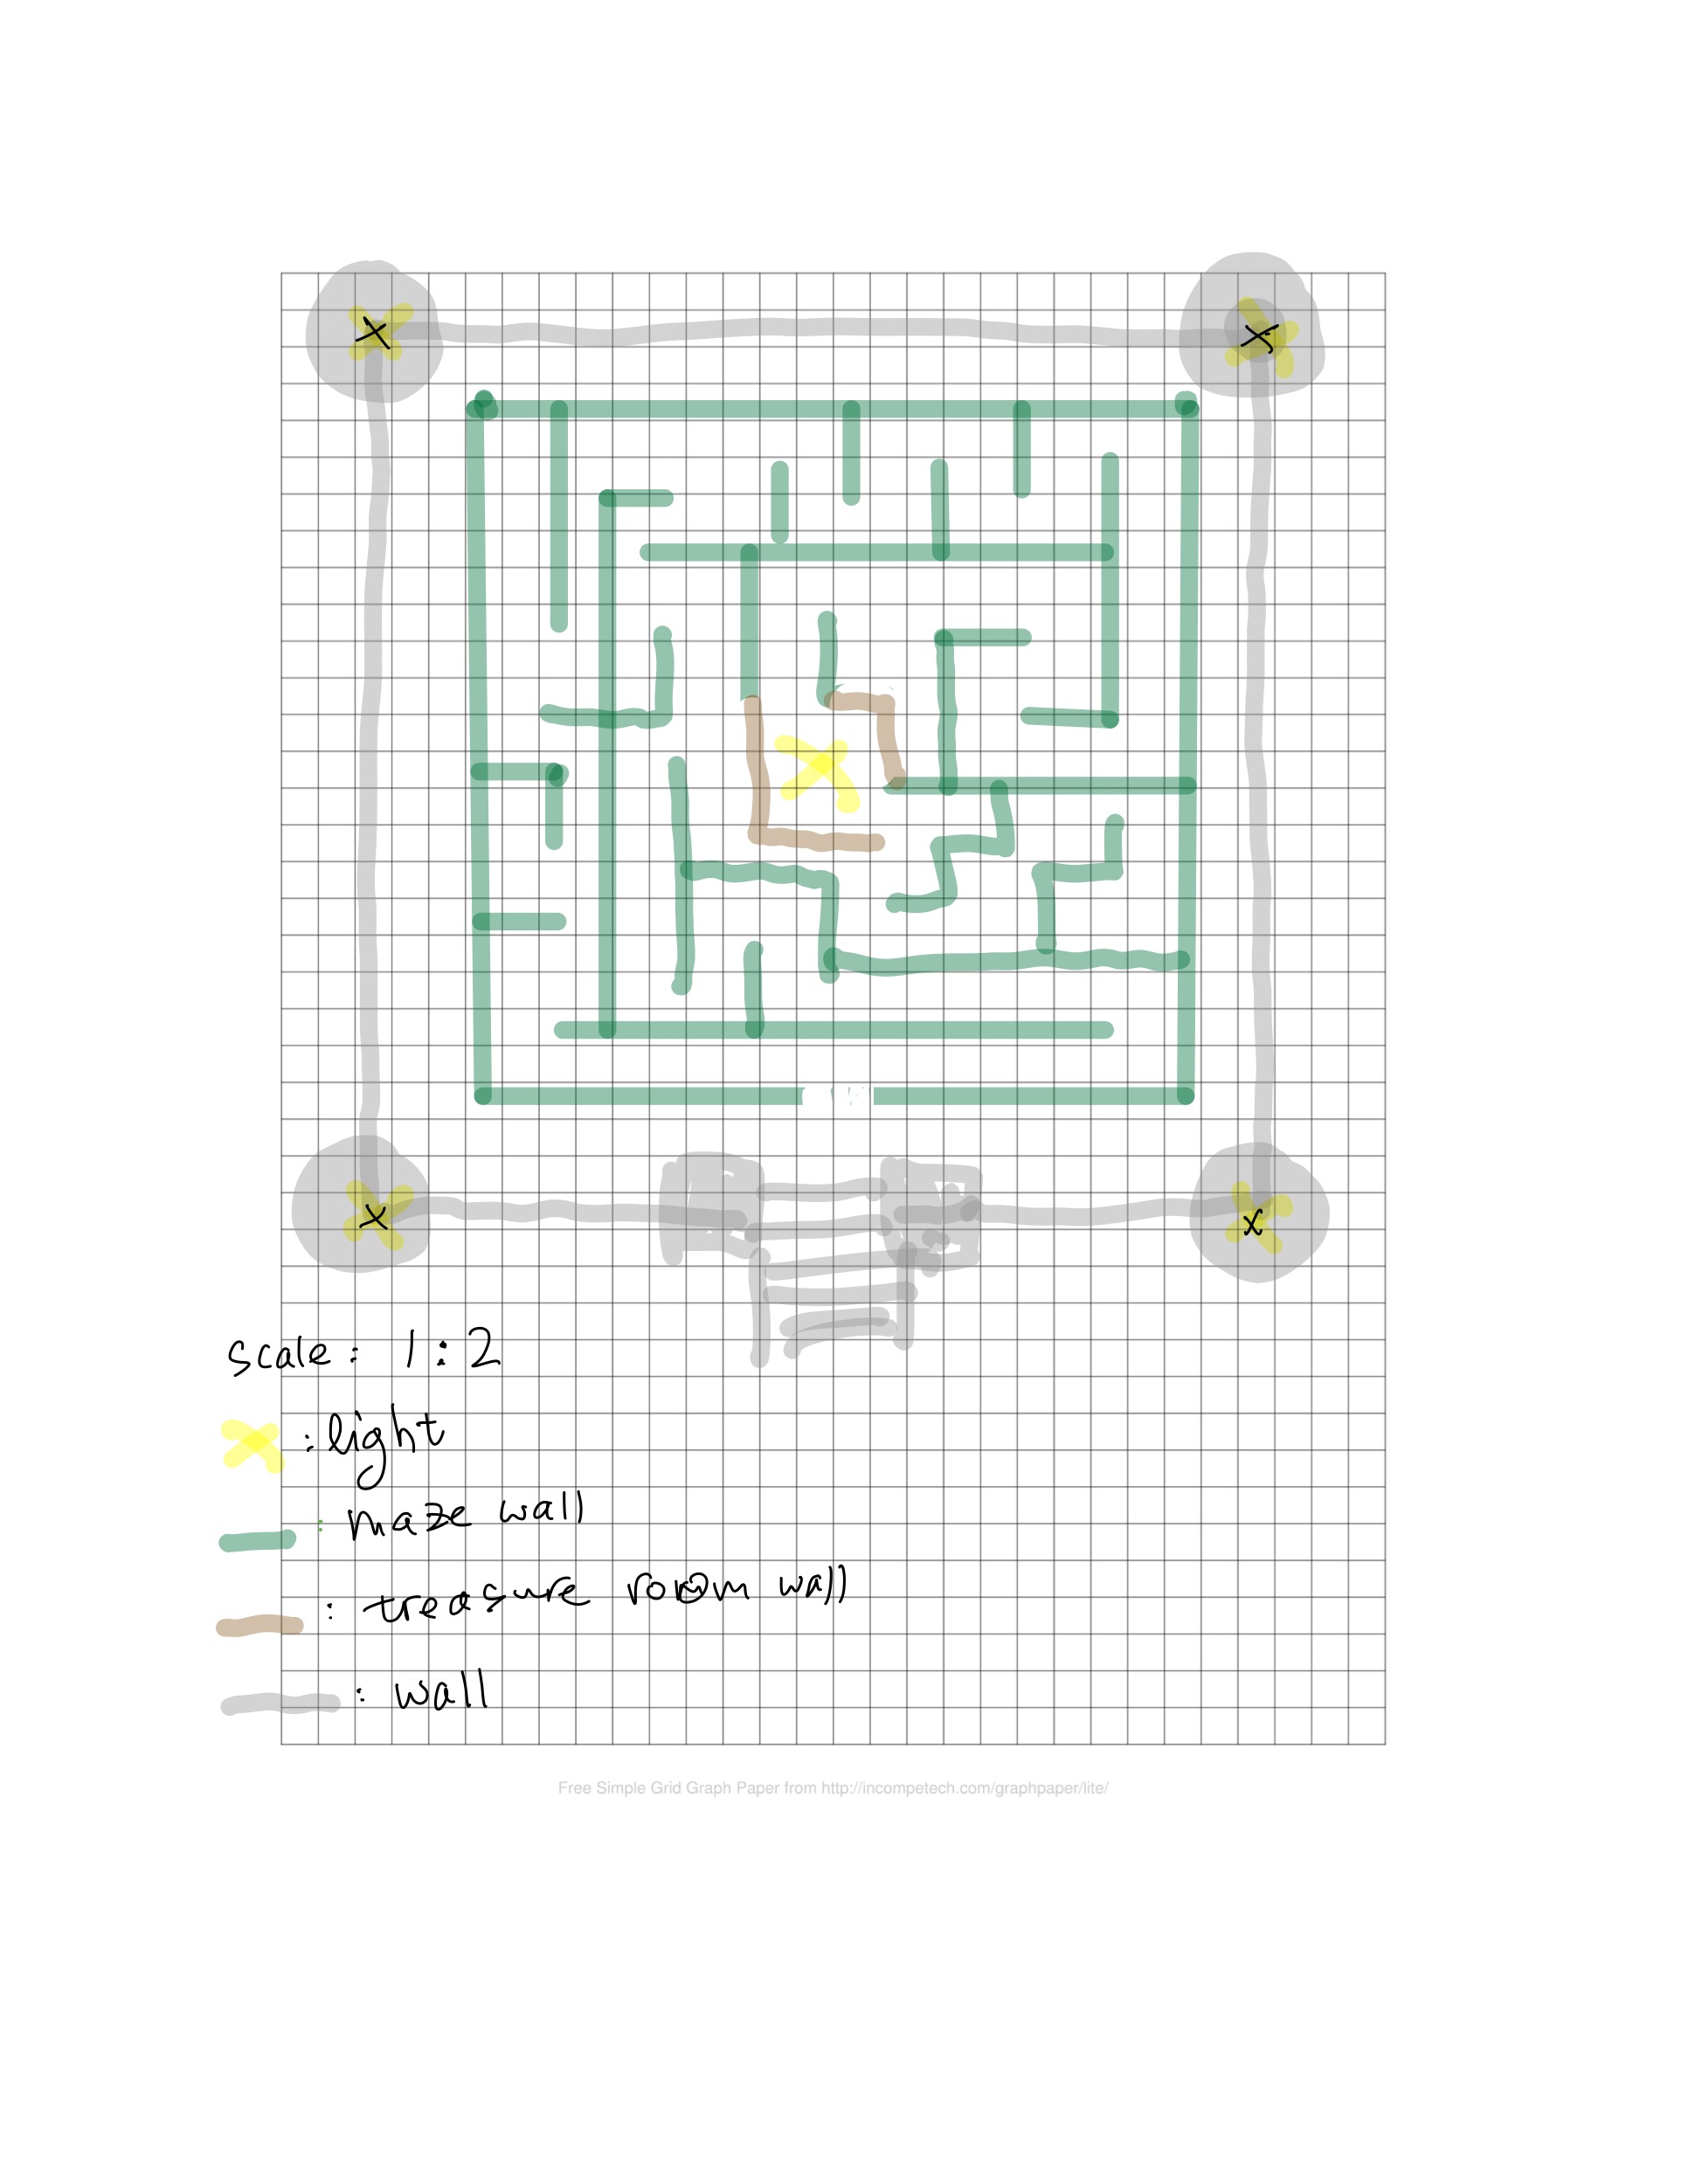 scale: 1:2
: light
: maze wall
: treasure room wall
: wall
Free Simple Grid Graph Paper from http://incompetech.com/graphpaper/lite/